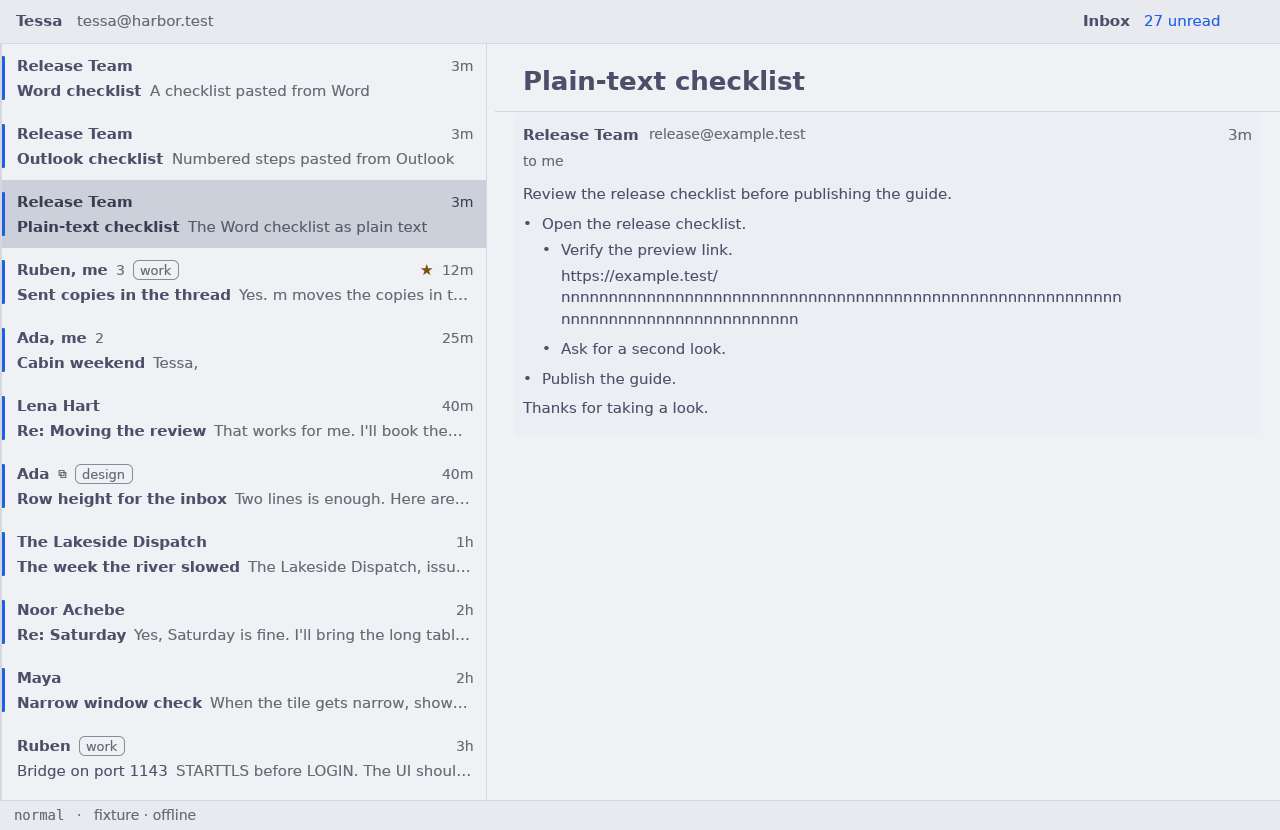 Tessa tessa@harbor.test Inbox 27 unread
Release Team 3m
Word checklist A checklist pasted from Word
Release Team 3m
Outlook checklist Numbered steps pasted from Outlook
Release Team 3m
Plain-text checklist The Word checklist as plain text
Ruben, me 3 work ★ 12m
Sent copies in the thread Yes. m moves the copies in t…
Ada, me 2 25m
Cabin weekend Tessa,
Lena Hart 40m
Re: Moving the review That works for me. I'll book the…
Ada ⧉ design 40m
Row height for the inbox Two lines is enough. Here are…
The Lakeside Dispatch 1h
The week the river slowed The Lakeside Dispatch, issu…
Noor Achebe 2h
Re: Saturday Yes, Saturday is fine. I'll bring the long tabl…
Maya 2h
Narrow window check When the tile gets narrow, show…
Ruben work 3h
Bridge on port 1143 STARTTLS before LOGIN. The UI shoul…
Plain-text checklist
Release Team release@example.test 3m
to me
Review the release checklist before publishing the guide.
• Open the release checklist.
• Verify the preview link.
https://example.test/
nnnnnnnnnnnnnnnnnnnnnnnnnnnnnnnnnnnnnnnnnnnnnnnnnnnnnnnnnnn
nnnnnnnnnnnnnnnnnnnnnnnnn
• Ask for a second look.
• Publish the guide.
Thanks for taking a look.
normal · fixture · offline